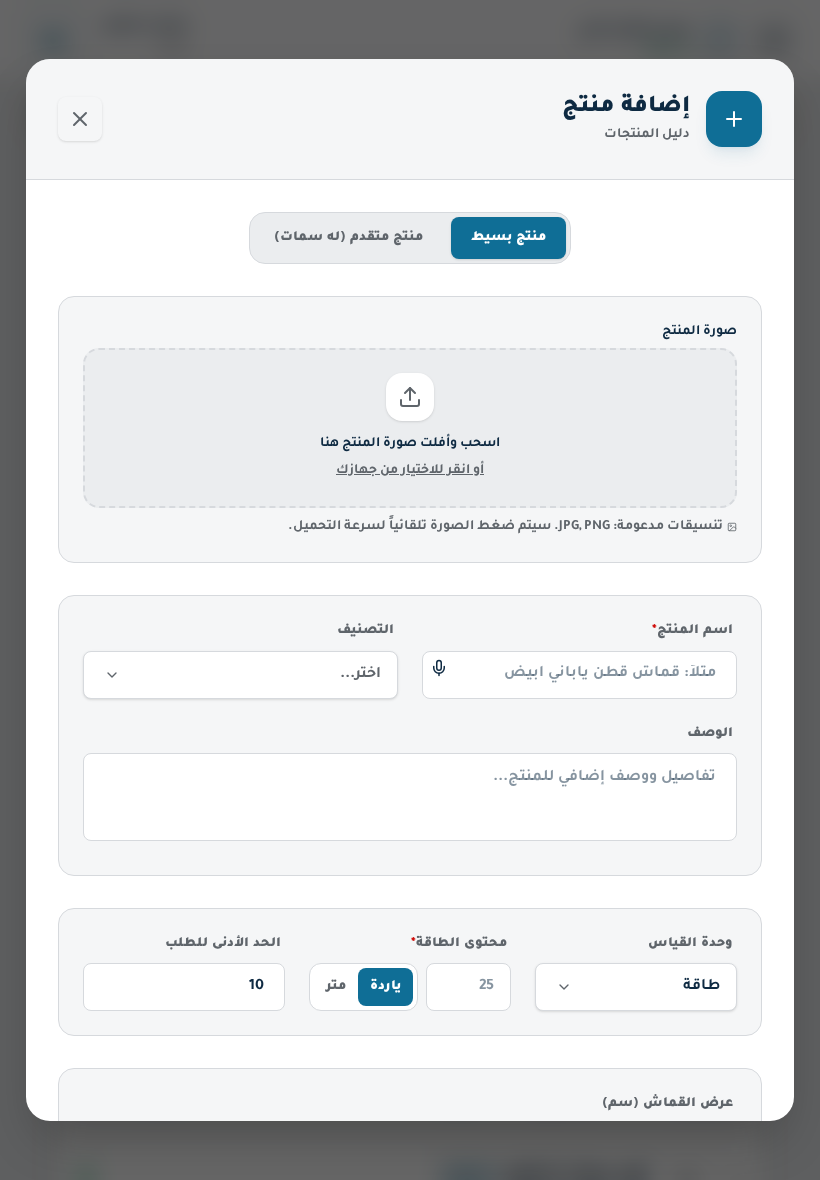 إضافة منتج
دليل المنتجات
منتج بسيط
منتج متقدم (له سمات)
صورة المنتج
اسحب وأفلت صورة المنتج هنا
أو انقر للاختيار من جهازك
تنسيقات مدعومة: JPG, PNG. سيتم ضغط الصورة تلقائياً لسرعة التحميل.
اسم المنتج*
التصنيف
مثلاً: قماش قطن ياباني ابيض
اختر...
الوصف
تفاصيل ووصف إضافي للمنتج...
وحدة القياس
محتوى الطاقة*
الحد الأدنى للطلب
طاقة
25
ياردة
متر
10
عرض القماش (سم)